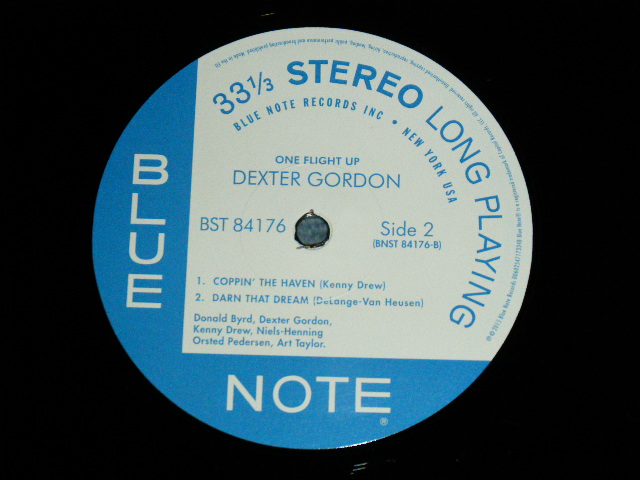 33⅓ STEREO LONG PLAYING
BLUE NOTE RECORDS INC • NEW YORK USA
ONE FLIGHT UP
DEXTER GORDON
BST 84176
Side 2
(BNST 84176-B)
1. COPPIN' THE HAVEN (Kenny Drew)
2. DARN THAT DREAM (DeLange-Van Heusen)
Donald Byrd, Dexter Gordon,
Kenny Drew, Niels-Henning
Orsted Pedersen, Art Taylor.
BLUE
NOTE®